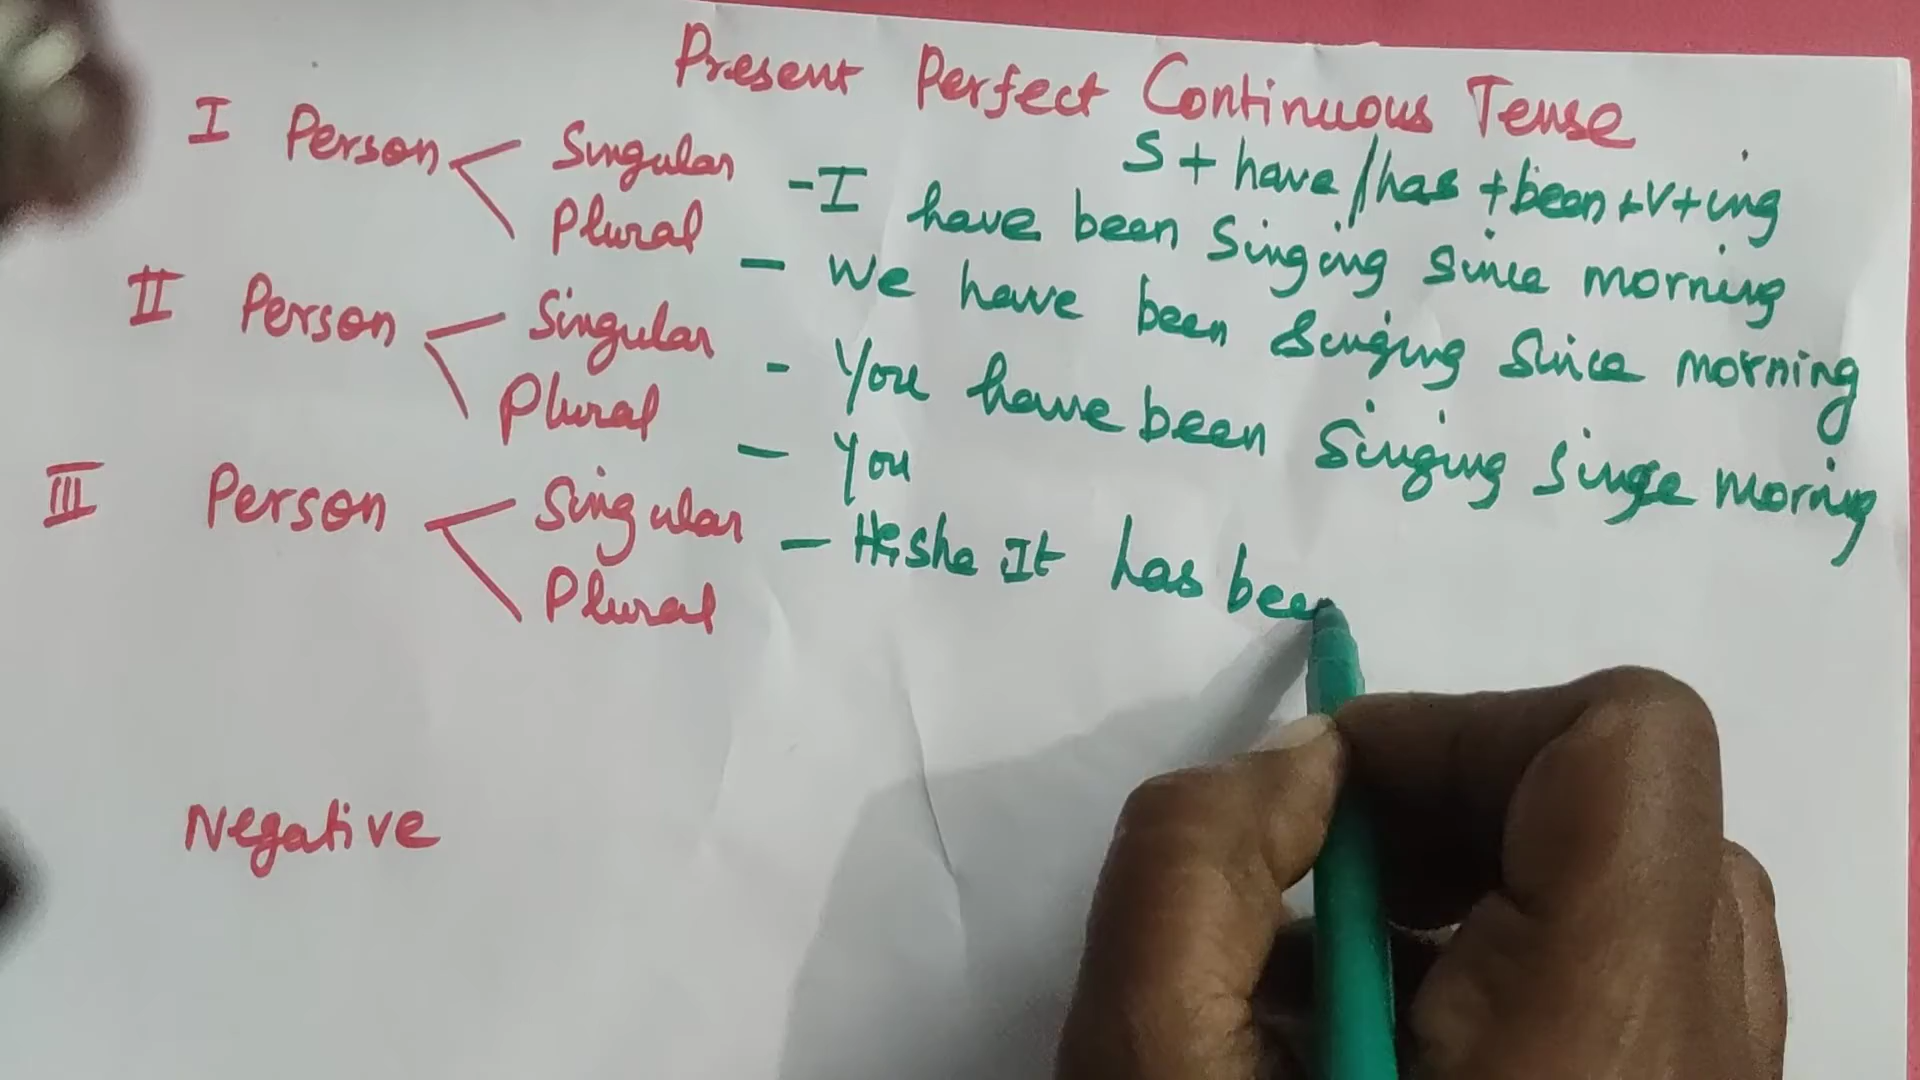 Present Perfect Continuous Tense
S + have / has + been + V + ing
I Person
Singular - I have been singing since morning
Plural - We have been singing since morning
II Person
Singular - You have been singing singe morning
Plural - You
III Person
Singular - He, she It has been
Plural
Negative